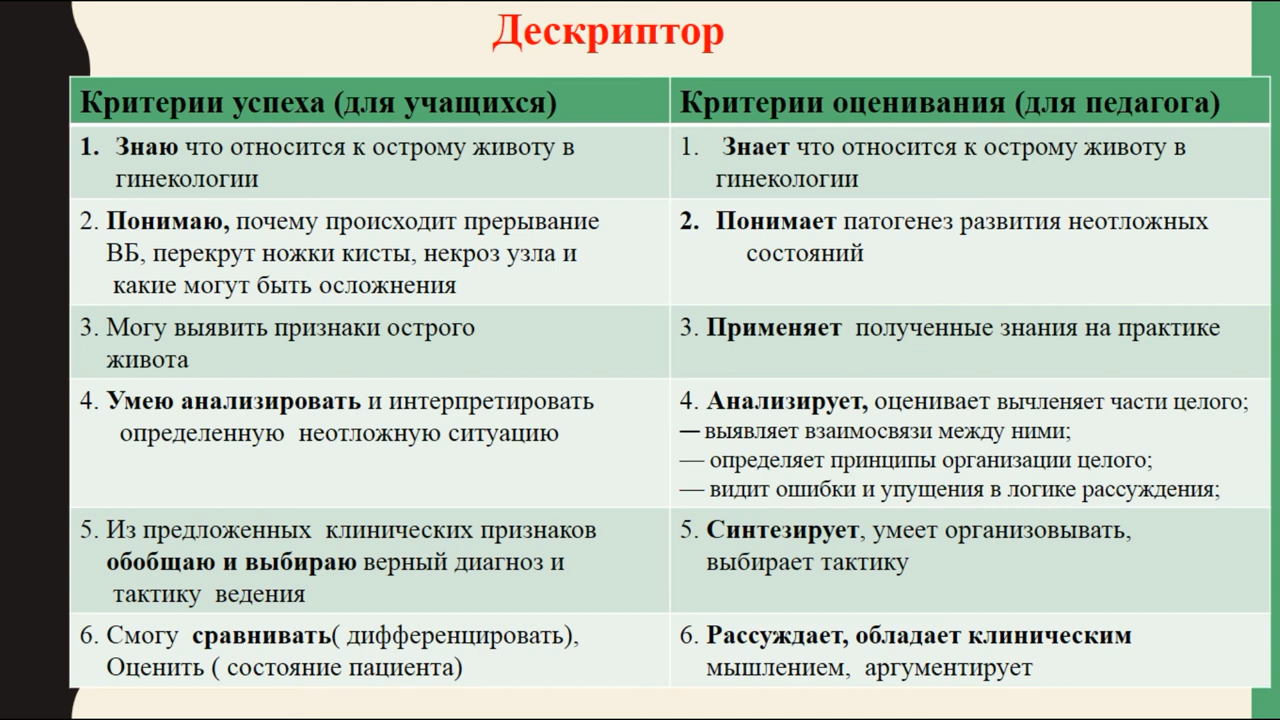 Дескриптор
Критерии успеха (для учащихся)
Критерии оценивания (для педагога)
1. Знаю что относится к острому животу в
гинекологии
1. Знает что относится к острому животу в
гинекологии
2. Понимаю, почему происходит прерывание
ВБ, перекрут ножки кисты, некроз узла и
какие могут быть осложнения
2. Понимает патогенез развития неотложных
состояний
3. Могу выявить признаки острого
живота
3. Применяет полученные знания на практике
4. Умею анализировать и интерпретировать
определенную неотложную ситуацию
4. Анализирует, оценивает вычленяет части целого;
— выявляет взаимосвязи между ними;
— определяет принципы организации целого;
— видит ошибки и упущения в логике рассуждения;
5. Из предложенных клинических признаков
обобщаю и выбираю верный диагноз и
тактику ведения
5. Синтезирует, умеет организовывать,
выбирает тактику
6. Смогу сравнивать( дифференцировать),
Оценить ( состояние пациента)
6. Рассуждает, обладает клиническим
мышлением, аргументирует